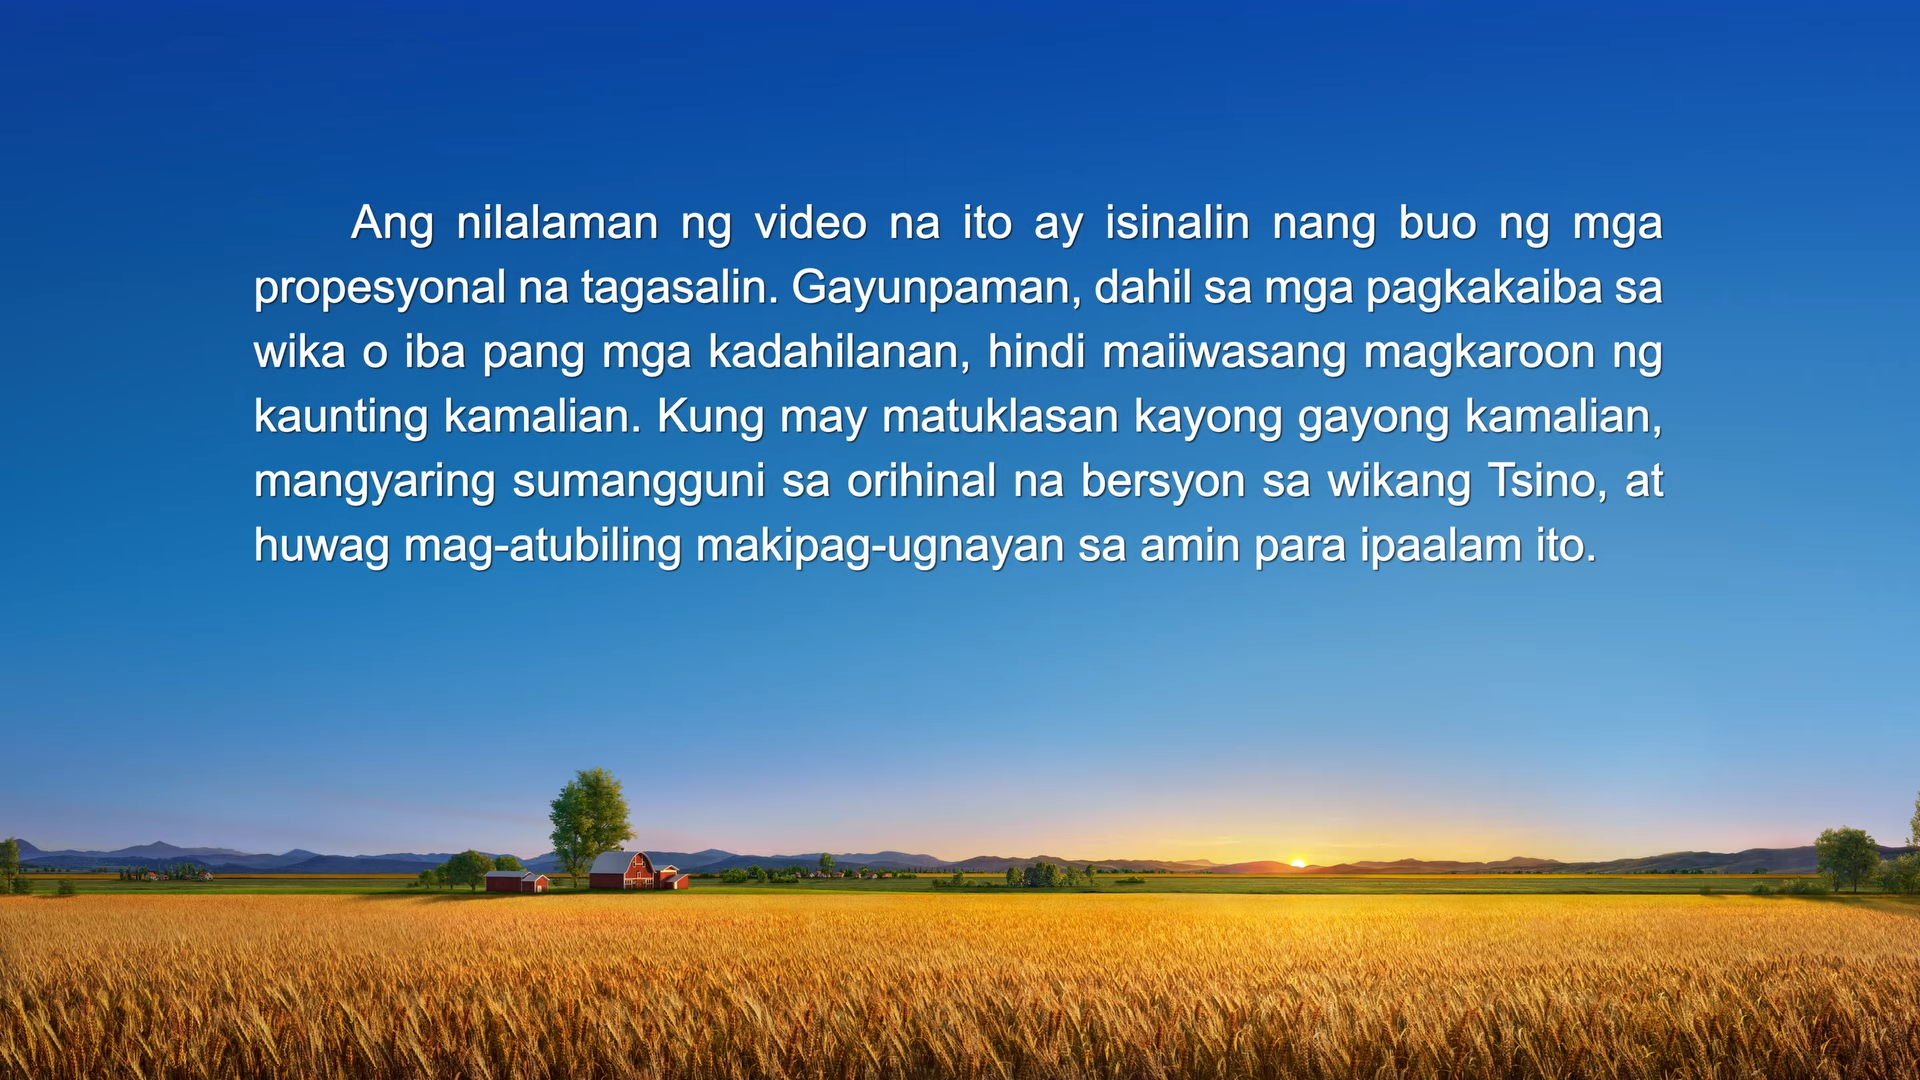 Ang nilalaman ng video na ito ay isinalin nang buo ng mga
propesyonal na tagasalin. Gayunpaman, dahil sa mga pagkakaiba sa
wika o iba pang mga kadahilanan, hindi maiiwasang magkaroon ng
kaunting kamalian. Kung may matuklasan kayong gayong kamalian,
mangyaring sumangguni sa orihinal na bersyon sa wikang Tsino, at
huwag mag-atubiling makipag-ugnayan sa amin para ipaalam ito.